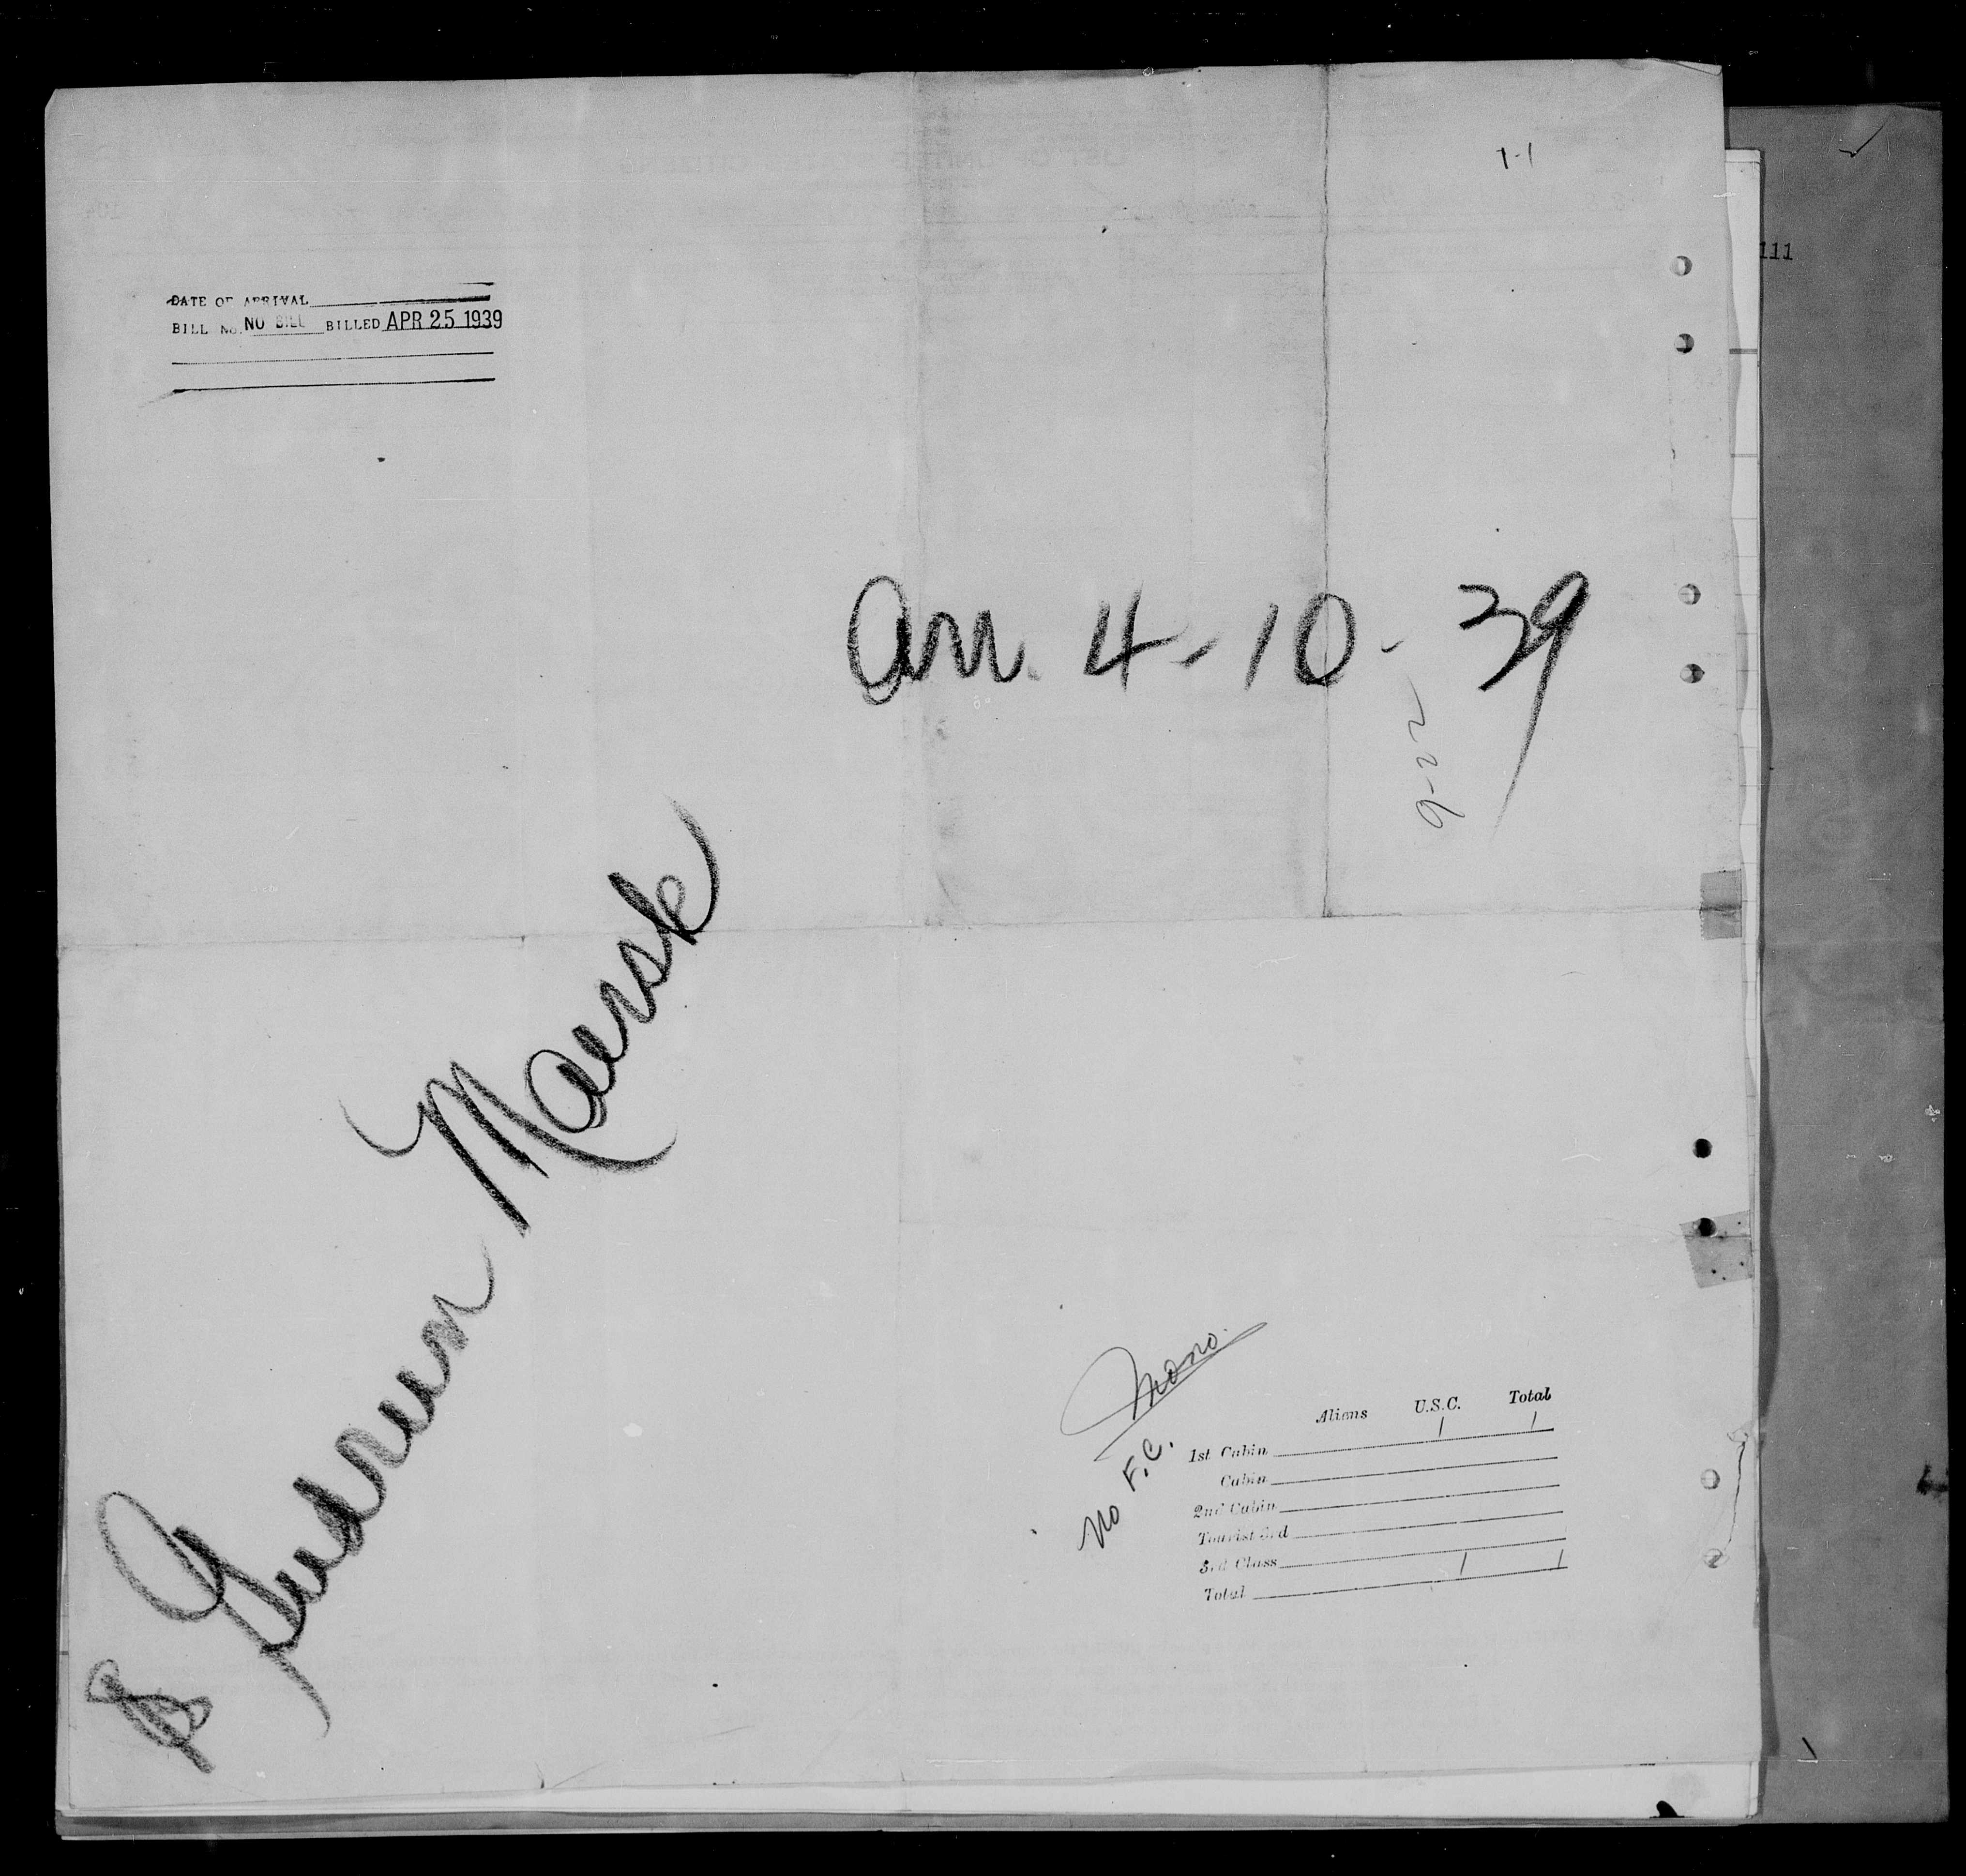 1-1
111
DATE OF ARRIVAL
BILL No. NO BILL BILLED APR 25 1939
Arr. 4-10-39
9-22
Gudrun Maersk
Mono.
No F.C.
Aliens U.S.C. Total
1st Cabin 1 1
Cabin
2nd Cabin
Tourist 3rd
3rd Class 1 1
Total